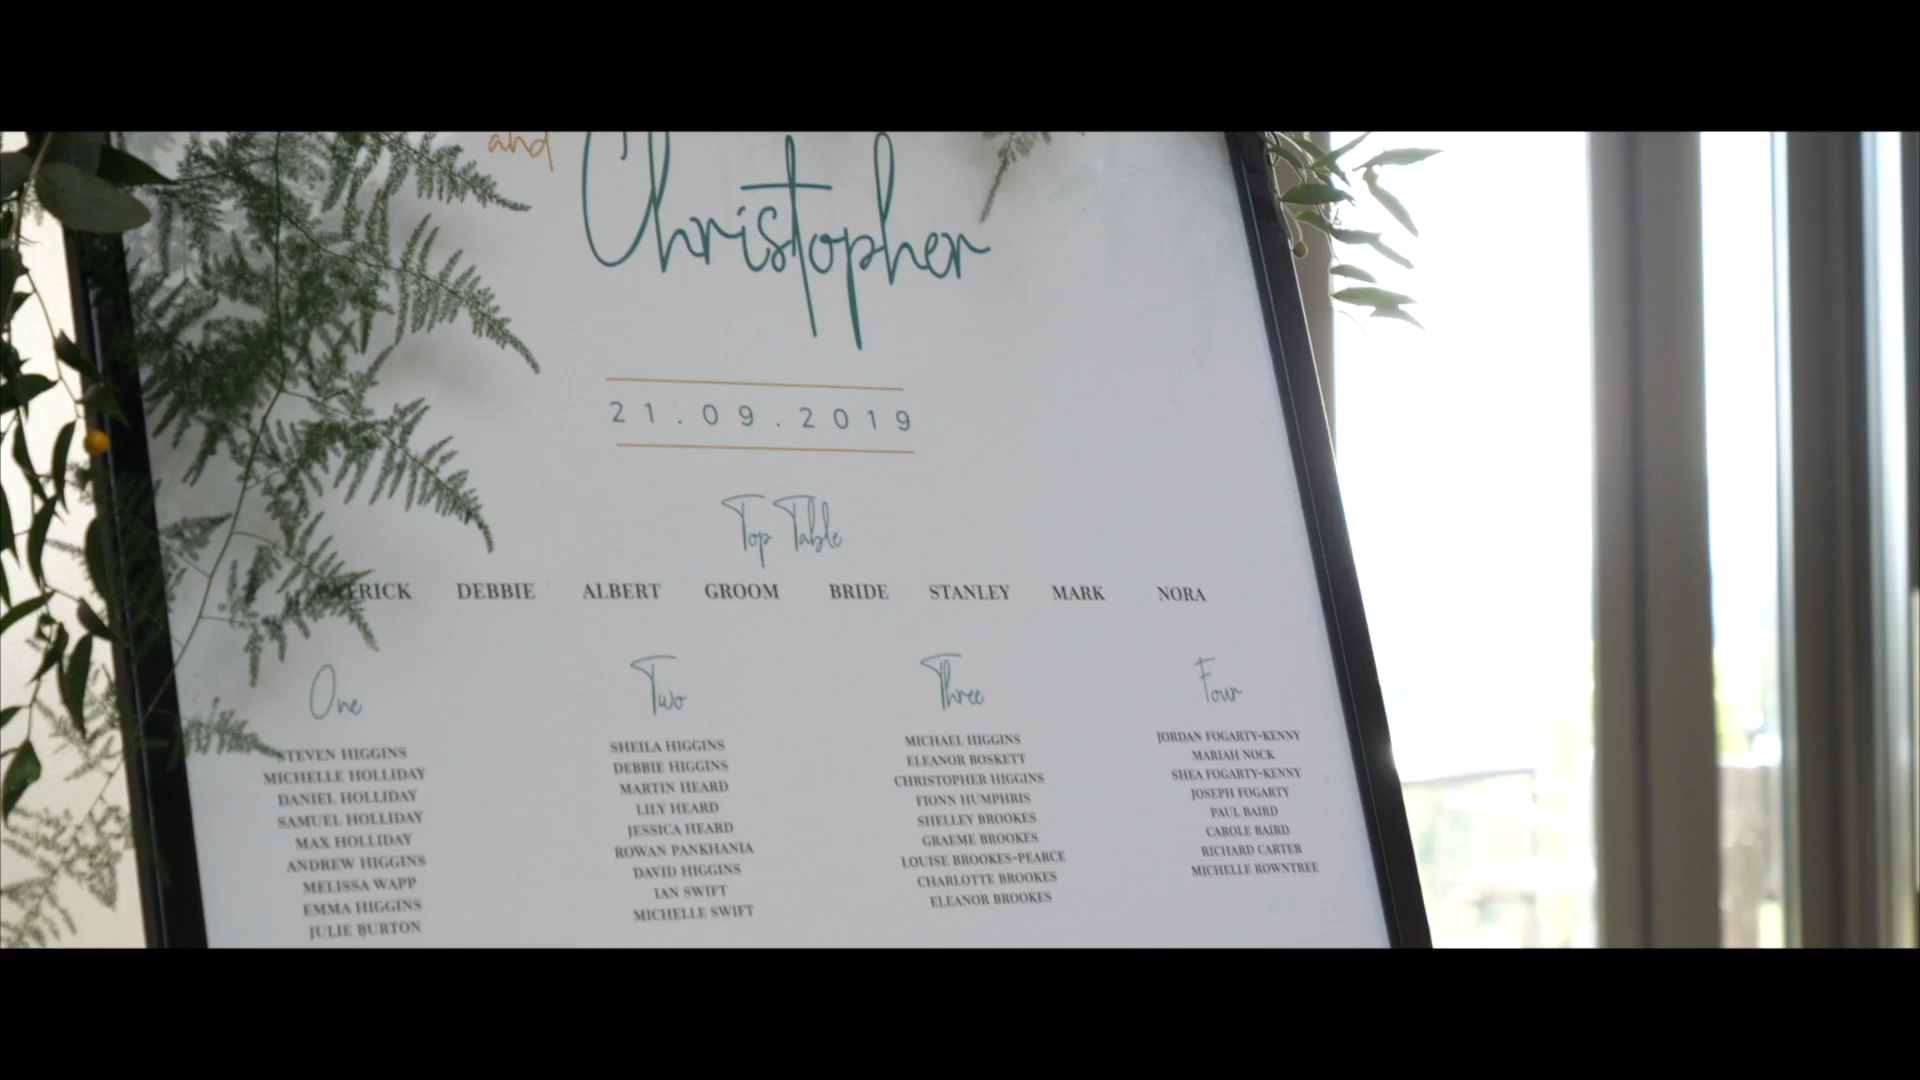 and
Christopher
21.09.2019
Top Table
PATRICK DEBBIE ALBERT GROOM BRIDE STANLEY MARK NORA
One
STEVEN HIGGINS
MICHELLE HOLLIDAY
DANIEL HOLLIDAY
SAMUEL HOLLIDAY
MAX HOLLIDAY
ANDREW HIGGINS
MELISSA WAPP
EMMA HIGGINS
JULIE BURTON
Two
SHEILA HIGGINS
DEBBIE HIGGINS
MARTIN HEARD
LILY HEARD
JESSICA HEARD
ROWAN PANKHANIA
DAVID HIGGINS
IAN SWIFT
MICHELLE SWIFT
Three
MICHAEL HIGGINS
ELEANOR BOSKETT
CHRISTOPHER HIGGINS
FIONN HUMPHRIS
SHELLEY BROOKES
GRAEME BROOKES
LOUISE BROOKES-PEARCE
CHARLOTTE BROOKES
ELEANOR BROOKES
Four
JORDAN FOGARTY-KENNY
MARIAH NOCK
SHEA FOGARTY-KENNY
JOSEPH FOGARTY
PAUL BAIRD
CAROLE BAIRD
RICHARD CARTER
MICHELLE ROWNTREE